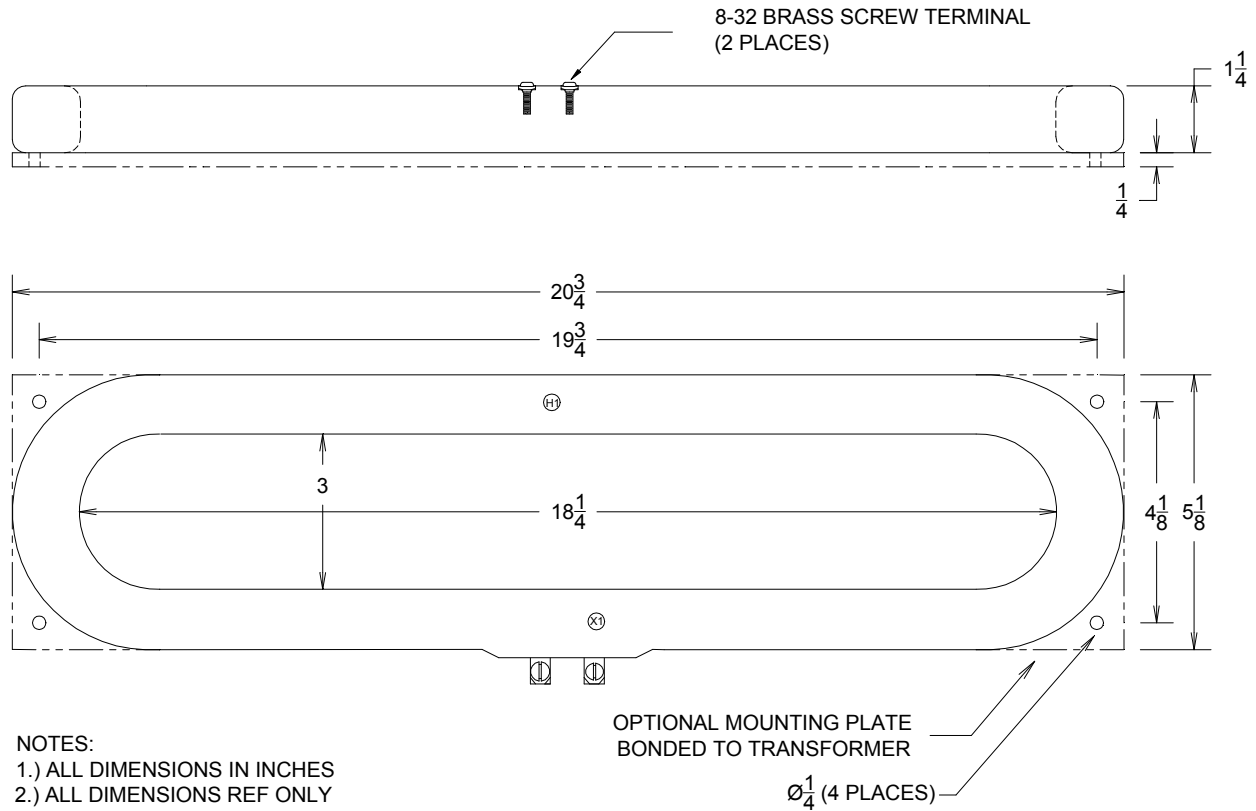 8-32 BRASS SCREW TERMINAL
(2 PLACES)
1 1/4
1/4
20 3/4
19 3/4
H1
3
18 1/4
4 1/8
5 1/8
X1
OPTIONAL MOUNTING PLATE
BONDED TO TRANSFORMER
Ø1/4 (4 PLACES)
NOTES:
1.) ALL DIMENSIONS IN INCHES
2.) ALL DIMENSIONS REF ONLY